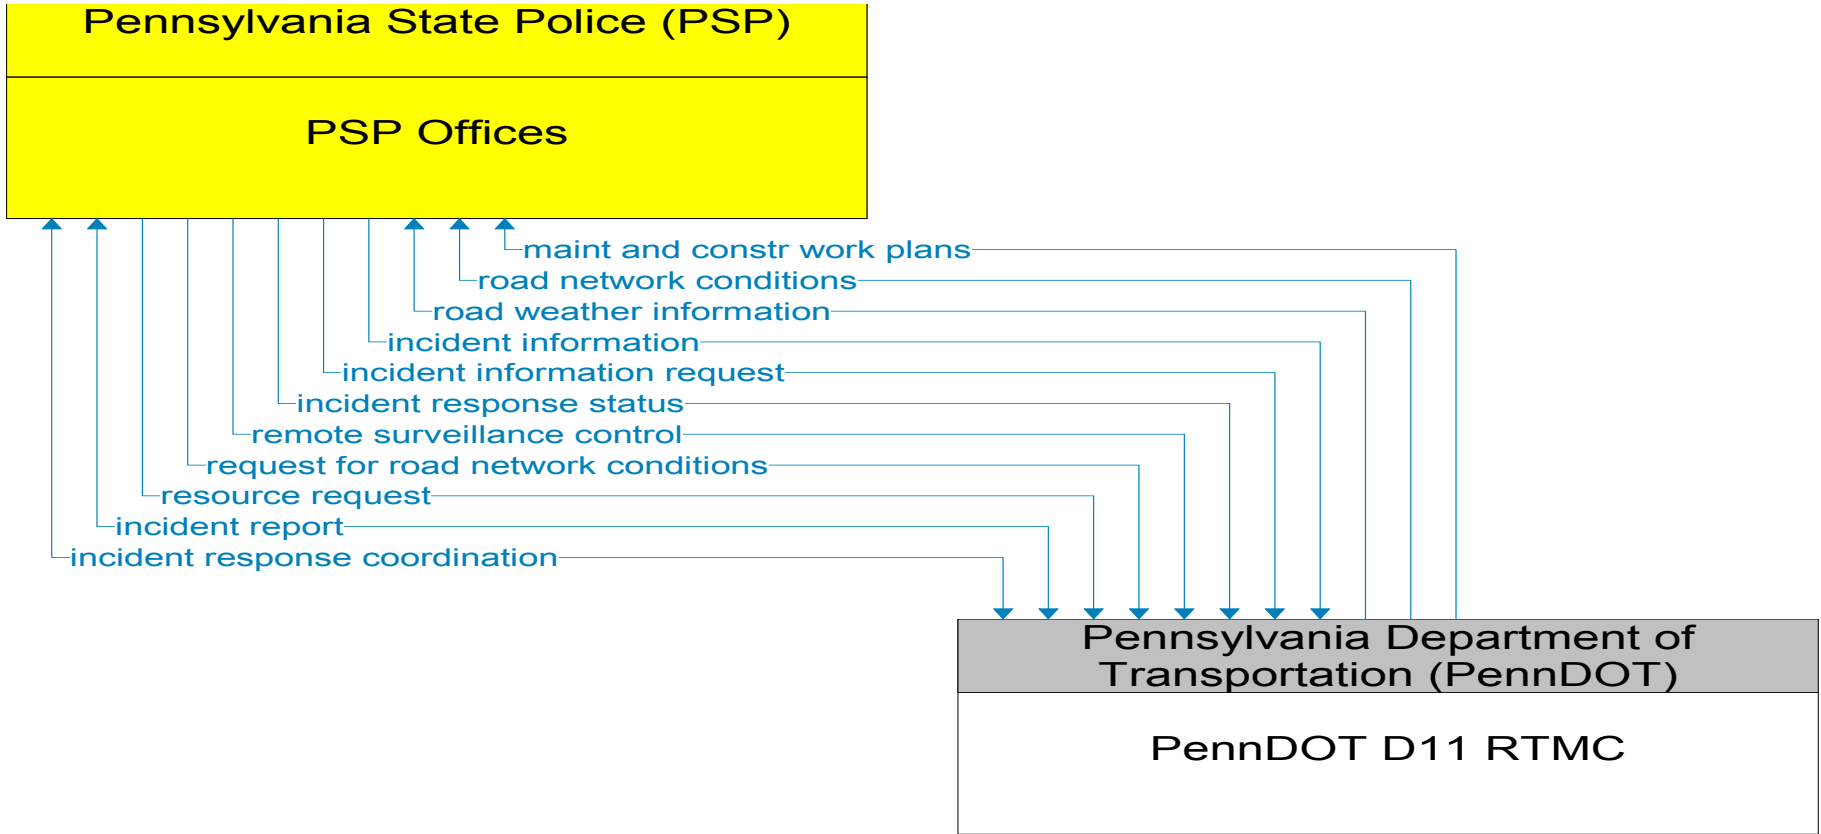 Pennsylvania State Police (PSP)
PSP Offices
maint and constr work plans
road network conditions
road weather information
incident information
incident information request
incident response status
remote surveillance control
request for road network conditions
resource request
incident report
incident response coordination
Pennsylvania Department of
Transportation (PennDOT)
PennDOT D11 RTMC